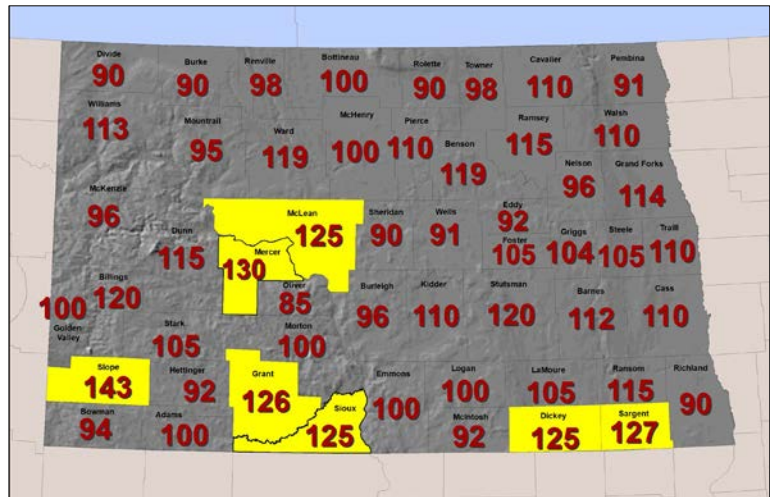 Divide
90
Burke
90
Renville
98
Bottineau
100
Rolette
90
Towner
98
Cavalier
110
Pembina
91
Williams
113
Mountrail
95
Ward
119
McHenry
100
Pierce
110
Benson
119
Ramsey
115
Walsh
110
Nelson
96
Grand Forks
114
McKenzie
96
Dunn
115
McLean
125
Mercer
130
Sheridan
90
Wells
91
Eddy
92
Foster
105
Griggs
104
Steele
105
Traill
110
Billings
120
100
Golden
Valley
Oliver
85
Burleigh
96
Kidder
110
Stutsman
120
Barnes
112
Cass
110
Stark
105
Morton
100
Slope
143
Hettinger
92
Grant
126
Sioux
125
Emmons
100
Logan
100
LaMoure
105
Ransom
115
Richland
90
Bowman
94
Adams
100
McIntosh
92
Dickey
125
Sargent
127